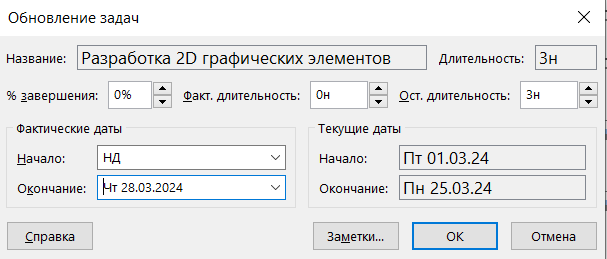 Обновление задач
Название: Разработка 2D графических элементов Длительность: 3н
% завершения: 0% Факт. длительность: 0н Ост. длительность: 3н
Фактические даты
Начало: НД
Окончание: Чт 28.03.2024
Текущие даты
Начало: Пт 01.03.24
Окончание: Пн 25.03.24
Справка Заметки... ОК Отмена